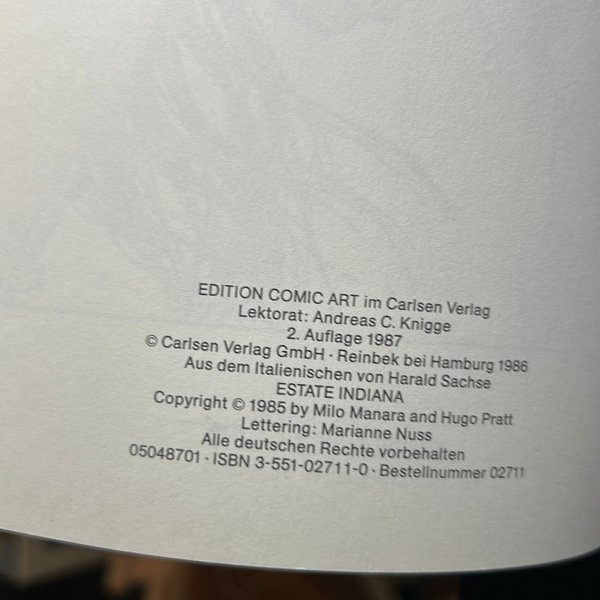 EDITION COMIC ART im Carlsen Verlag
Lektorat: Andreas C. Knigge
2. Auflage 1987
© Carlsen Verlag GmbH · Reinbek bei Hamburg 1986
Aus dem Italienischen von Harald Sachse
ESTATE INDIANA
Copyright © 1985 by Milo Manara and Hugo Pratt
Lettering: Marianne Nuss
Alle deutschen Rechte vorbehalten
05048701 · ISBN 3-551-02711-0 · Bestellnummer 02711